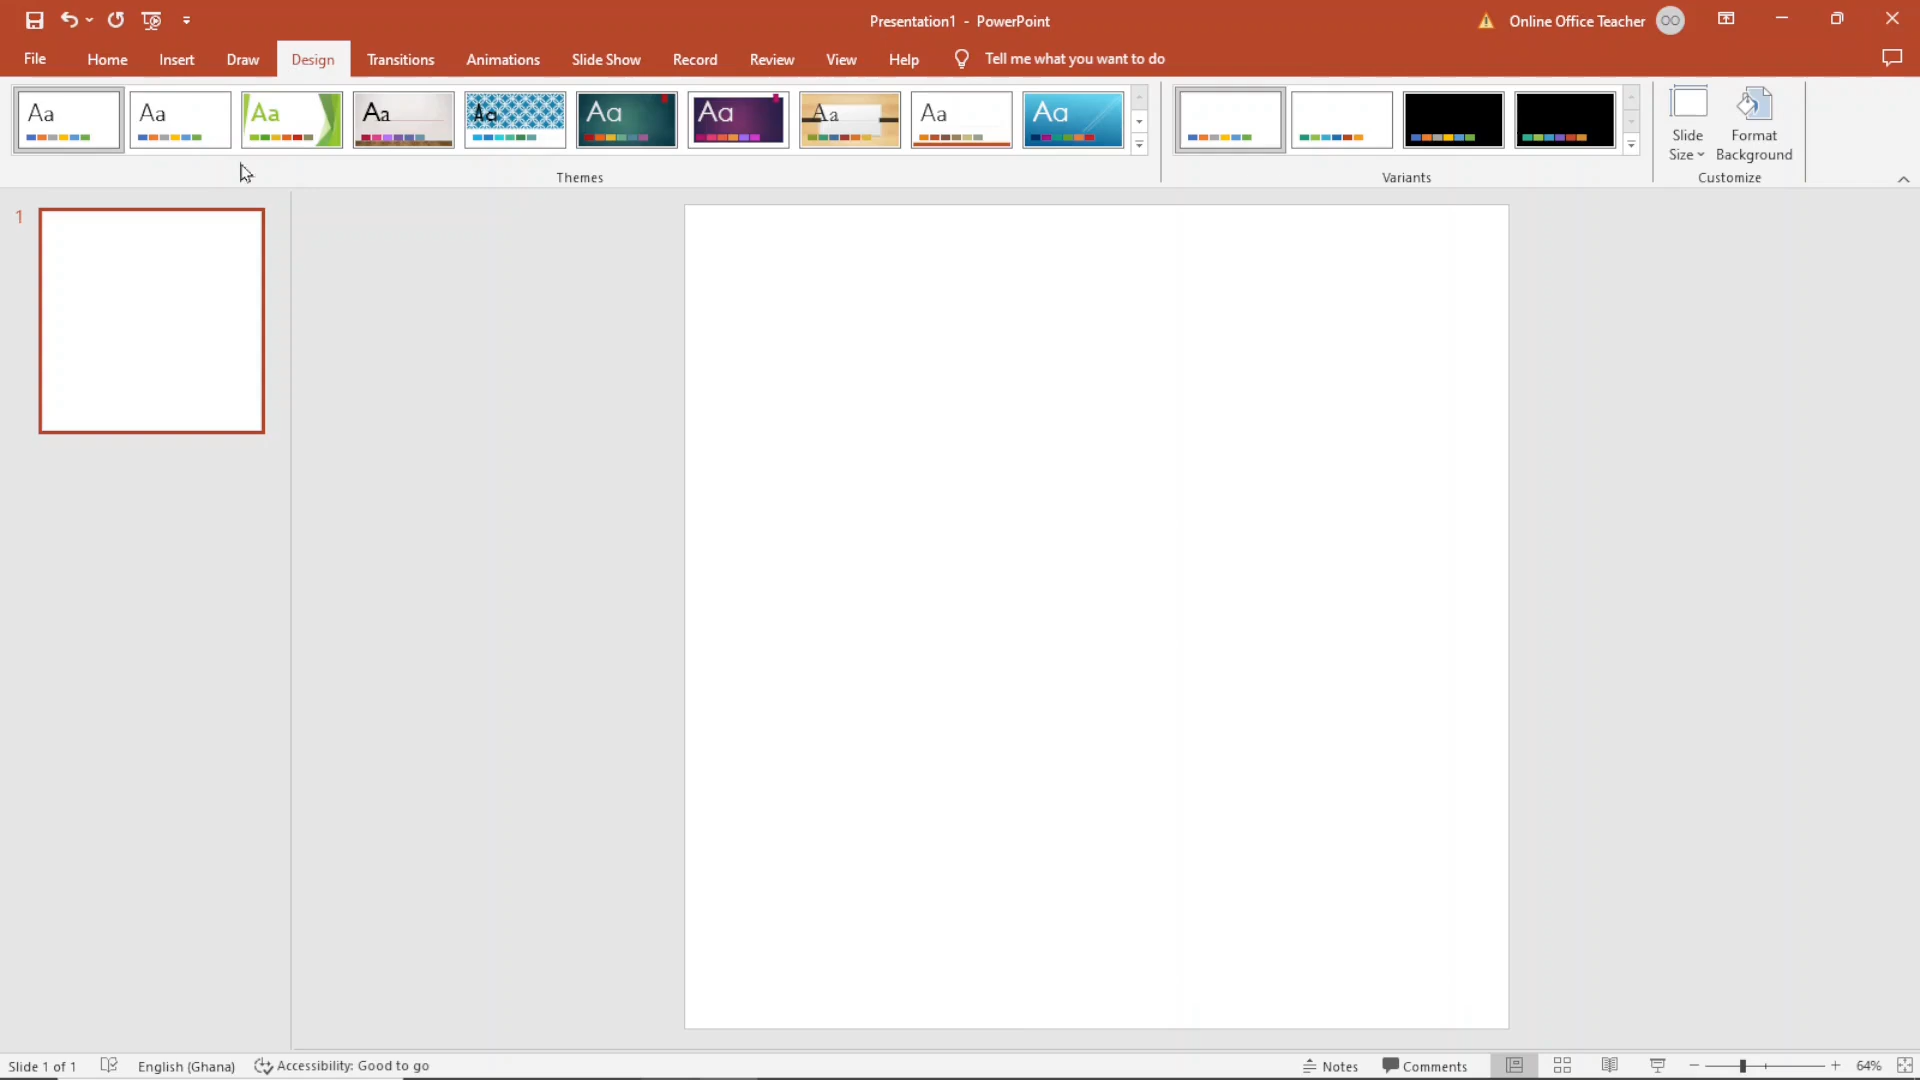 Presentation1 - PowerPoint
Online Office Teacher OO
File Home Insert Draw Design Transitions Animations Slide Show Record Review View Help Tell me what you want to do
Aa Aa Aa Aa Aa Aa Aa Aa Aa Aa
Slide Size
Format Background
Themes
Variants
Customize
1
Slide 1 of 1
English (Ghana)
Accessibility: Good to go
Notes
Comments
64%